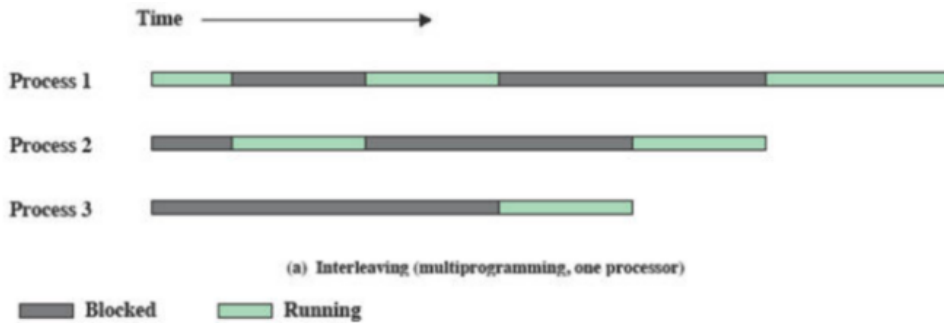 Time
Process 1
Process 2
Process 3
(a) Interleaving (multiprogramming, one processor)
Blocked Running